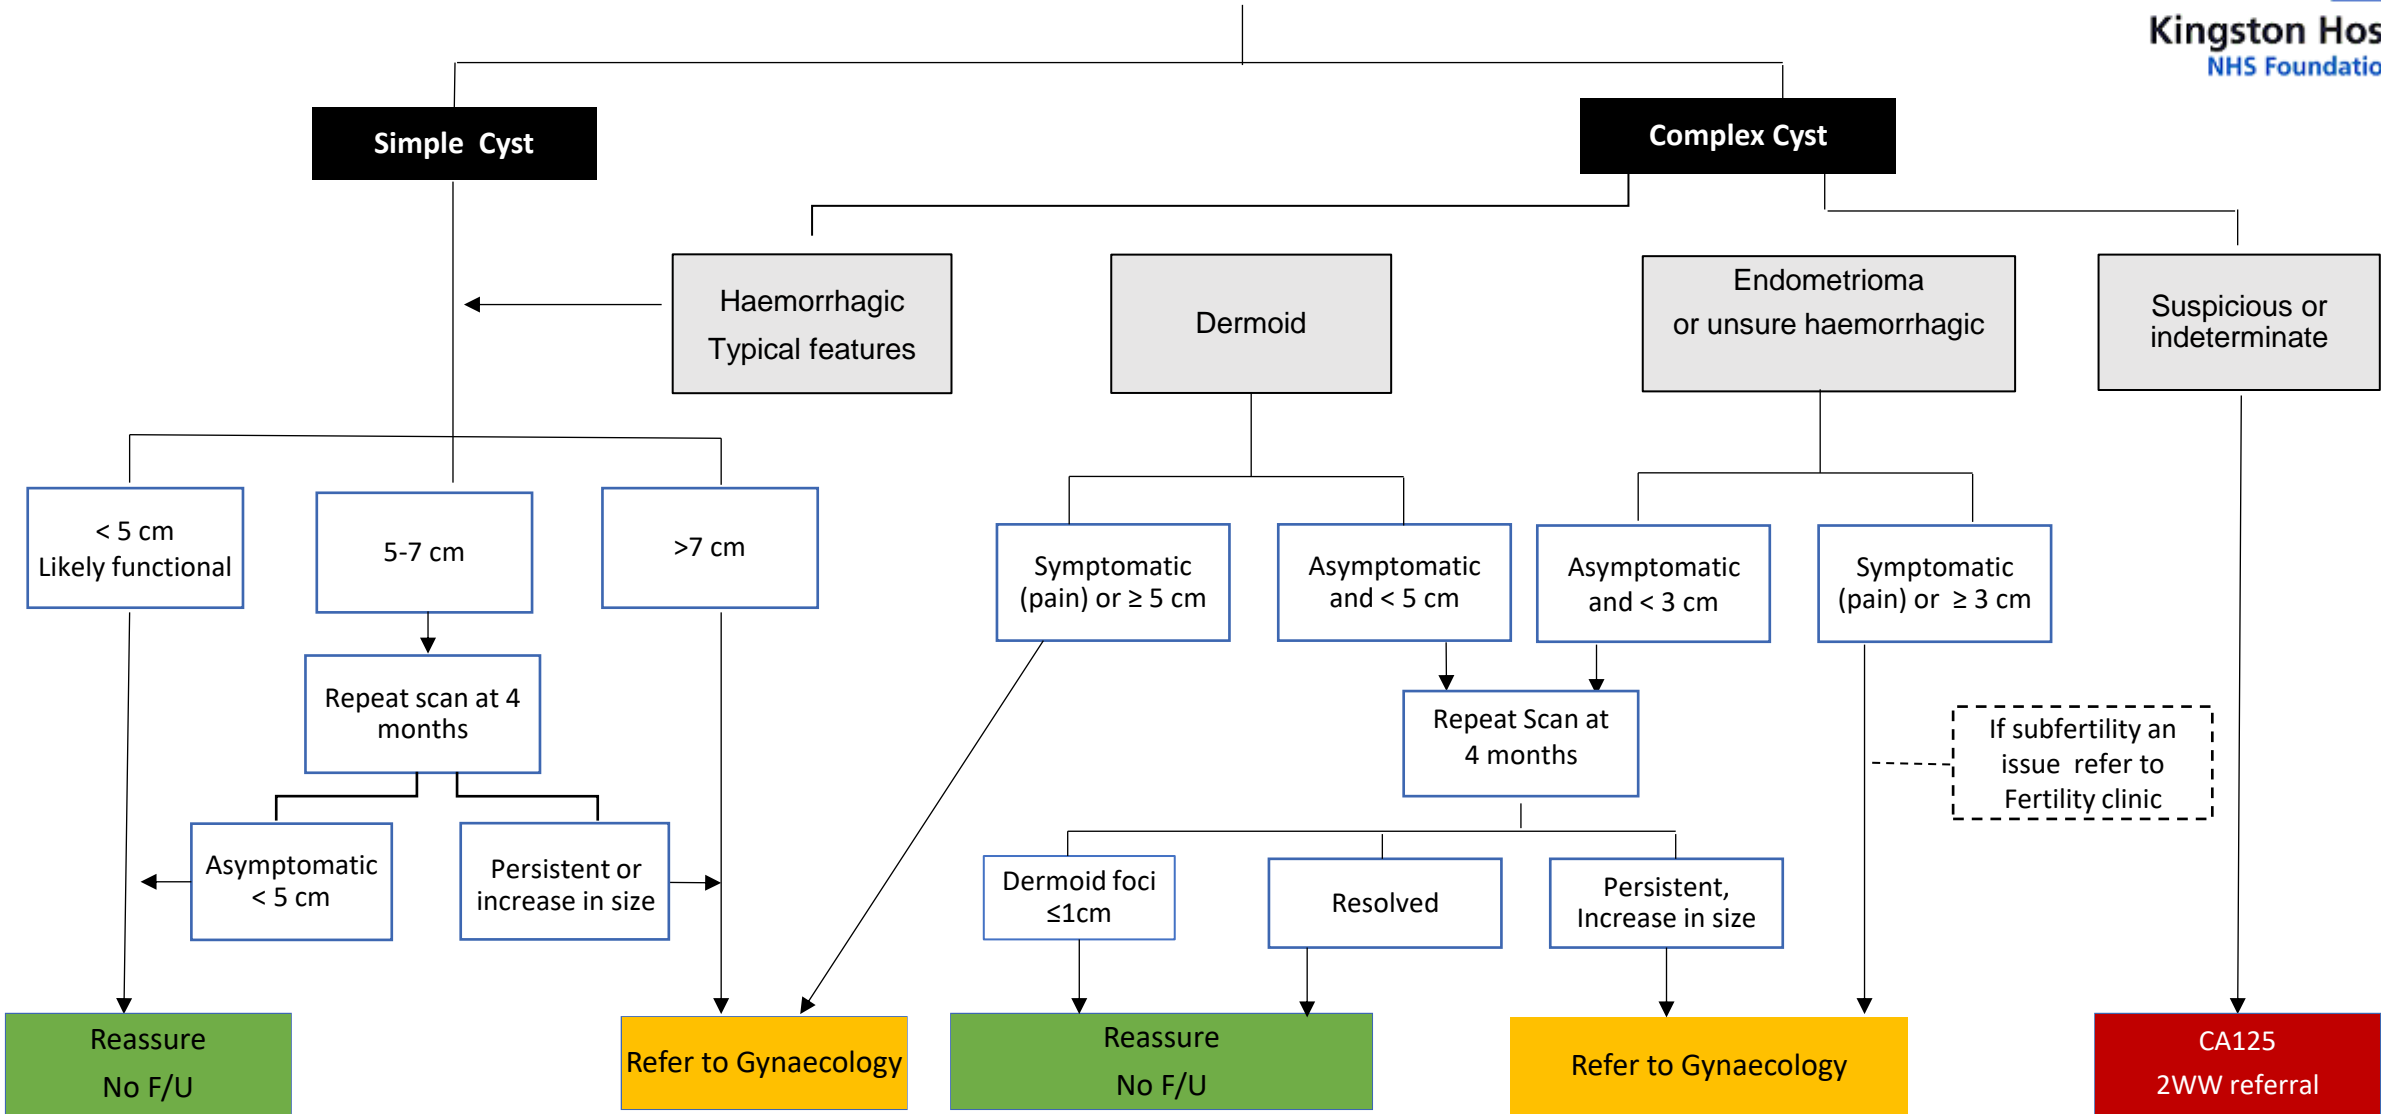 Kingston Hos
NHS Foundatio
Simple Cyst
Complex Cyst
Haemorrhagic
Typical features
Dermoid
Endometrioma
or unsure haemorrhagic
Suspicious or
indeterminate
< 5 cm
Likely functional
5-7 cm
>7 cm
Symptomatic
(pain) or ≥ 5 cm
Asymptomatic
and < 5 cm
Asymptomatic
and < 3 cm
Symptomatic
(pain) or ≥ 3 cm
Repeat scan at 4
months
Repeat Scan at
4 months
If subfertility an
issue refer to
Fertility clinic
Asymptomatic
< 5 cm
Persistent or
increase in size
Dermoid foci
≤1cm
Resolved
Persistent,
Increase in size
Reassure
No F/U
Refer to Gynaecology
Reassure
No F/U
Refer to Gynaecology
CA125
2WW referral